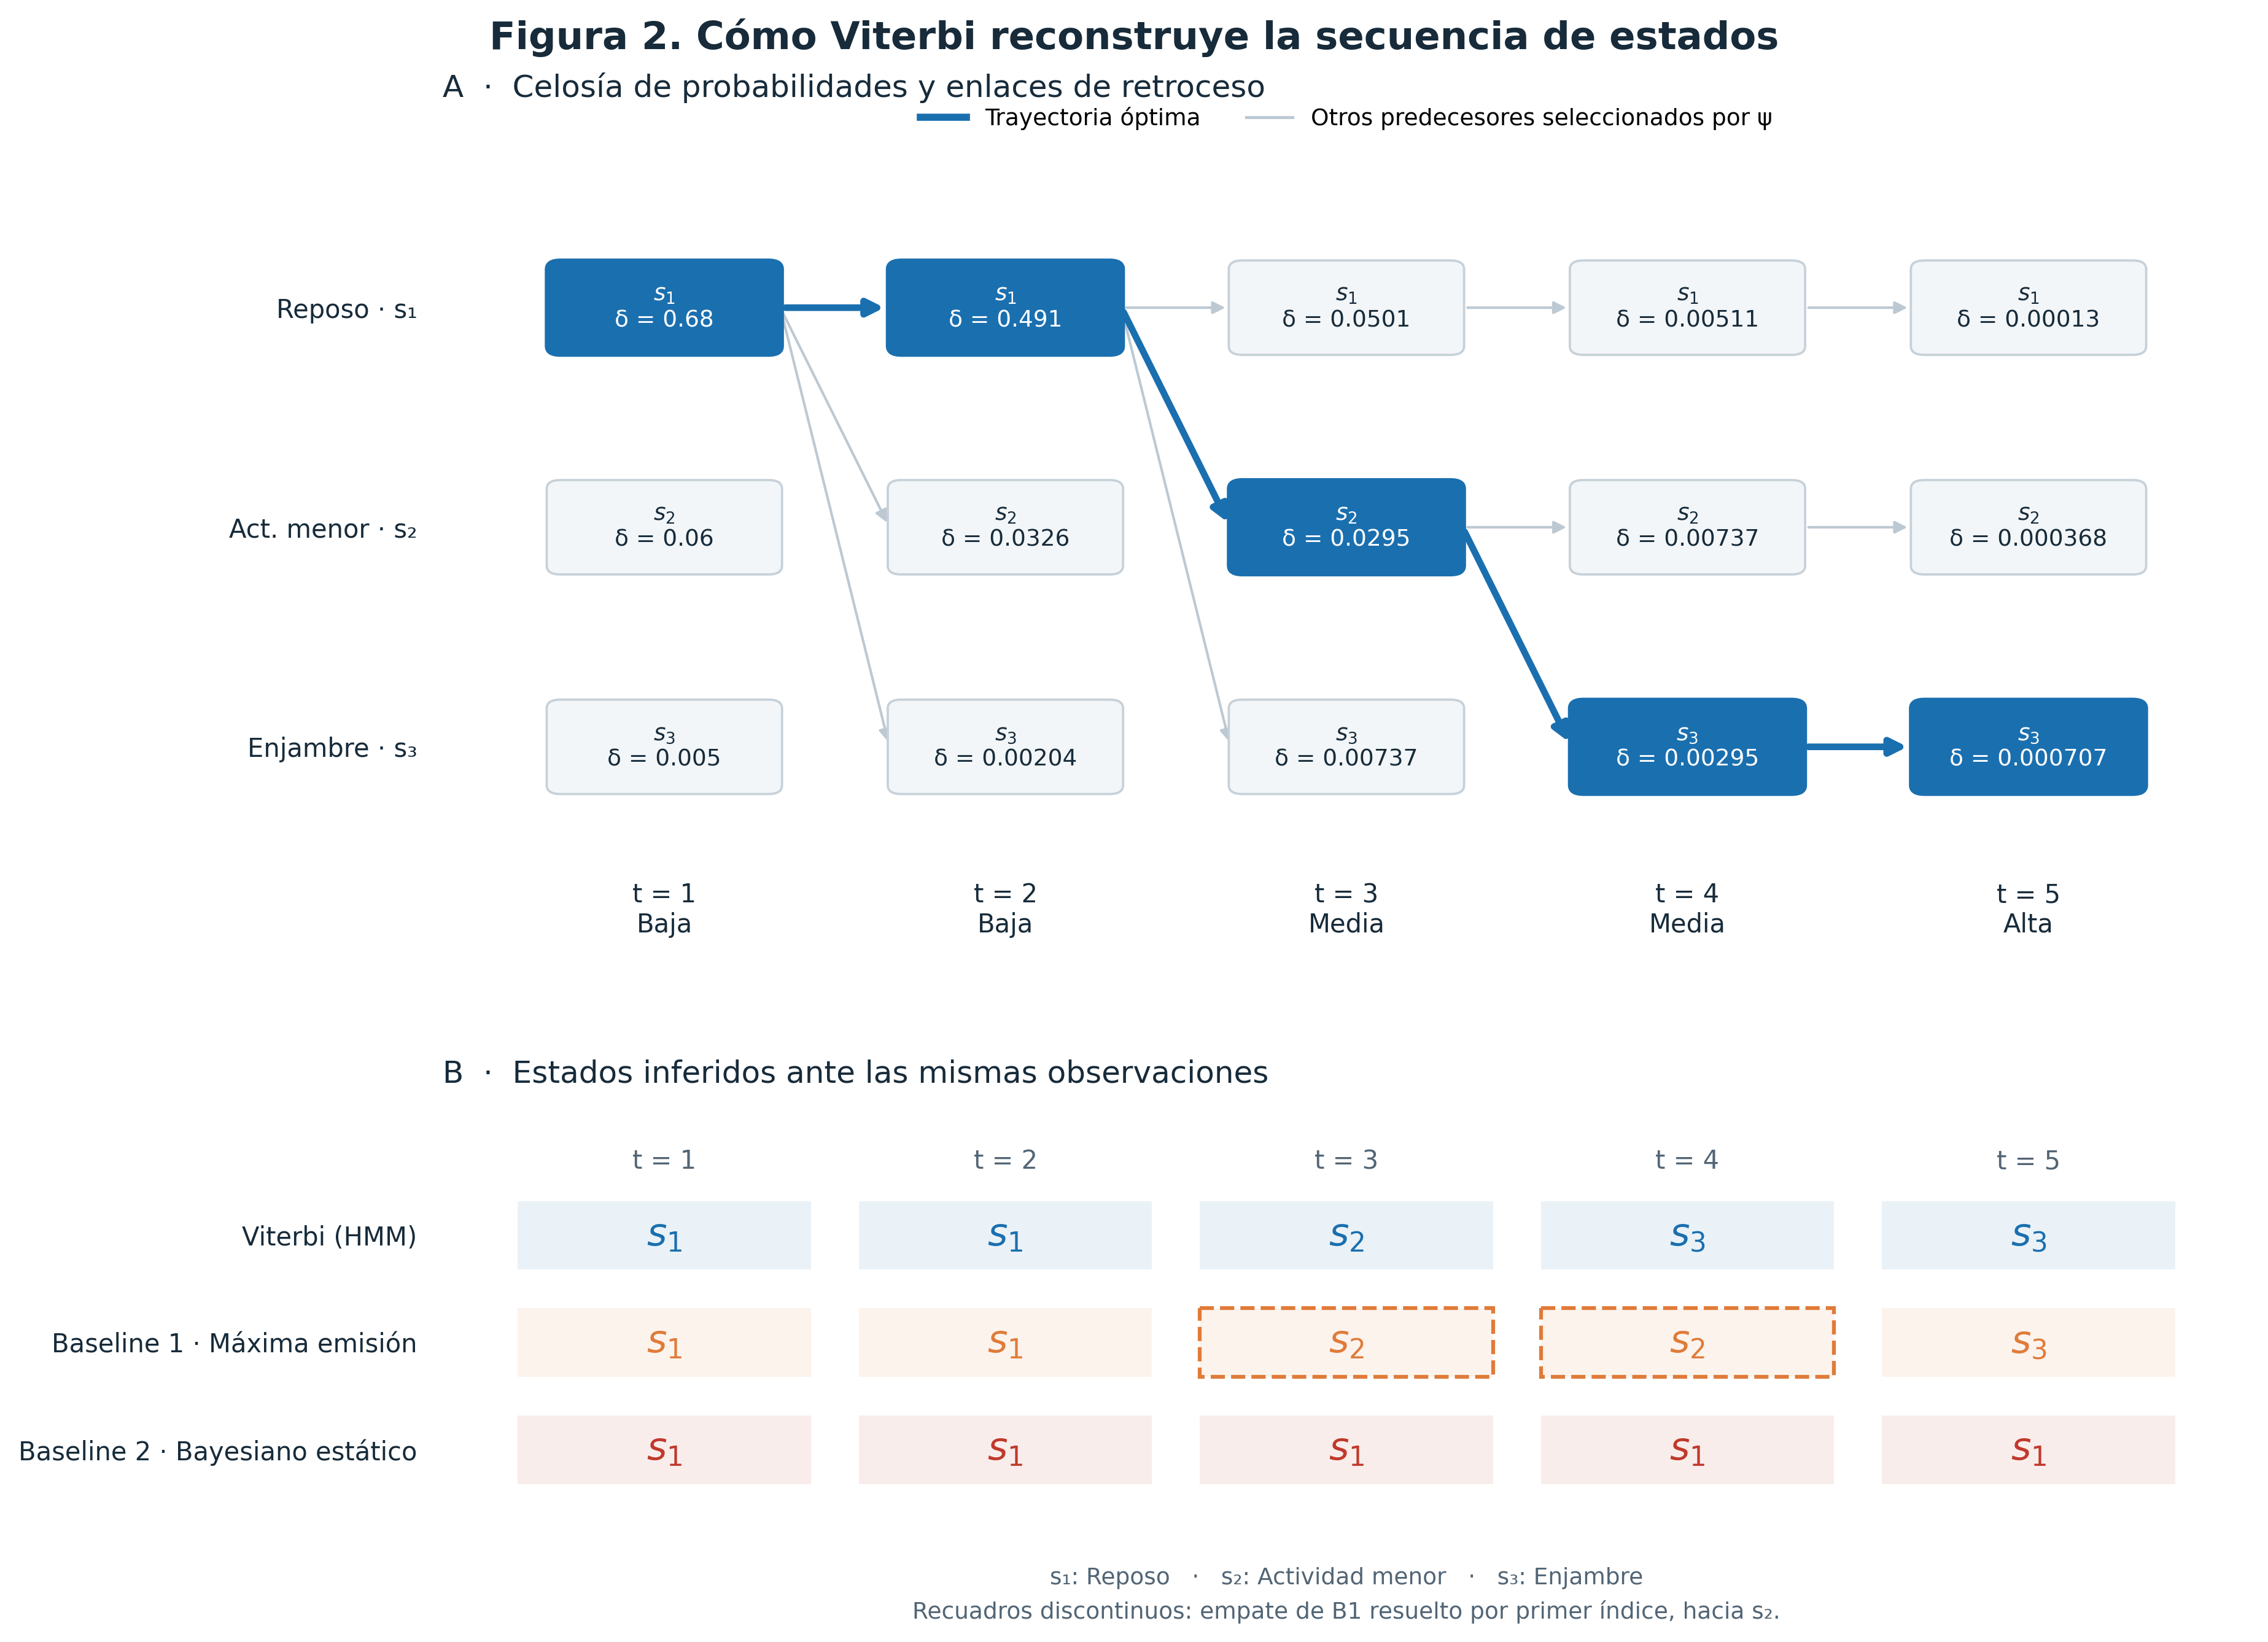 Figura 2. Cómo Viterbi reconstruye la secuencia de estados
A · Celosía de probabilidades y enlaces de retroceso
Trayectoria óptima
Otros predecesores seleccionados por ψ
Reposo · s₁
s₁
δ = 0.68
s₁
δ = 0.491
s₁
δ = 0.0501
s₁
δ = 0.00511
s₁
δ = 0.00013
Act. menor · s₂
s₂
δ = 0.06
s₂
δ = 0.0326
s₂
δ = 0.0295
s₂
δ = 0.00737
s₂
δ = 0.000368
Enjambre · s₃
s₃
δ = 0.005
s₃
δ = 0.00204
s₃
δ = 0.00737
s₃
δ = 0.00295
s₃
δ = 0.000707
t = 1
Baja
t = 2
Baja
t = 3
Media
t = 4
Media
t = 5
Alta
B · Estados inferidos ante las mismas observaciones
t = 1 t = 2 t = 3 t = 4 t = 5
Viterbi (HMM) s₁ s₁ s₂ s₃ s₃
Baseline 1 · Máxima emisión s₁ s₁ s₂ s₂ s₃
Baseline 2 · Bayesiano estático s₁ s₁ s₁ s₁ s₁
s₁: Reposo · s₂: Actividad menor · s₃: Enjambre
Recuadros discontinuos: empate de B1 resuelto por primer índice, hacia s₂.